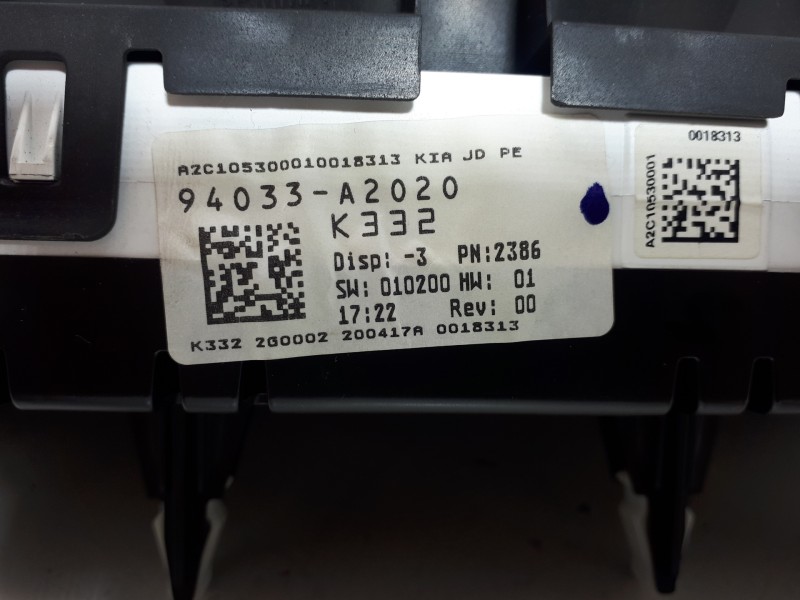 A2C105300010018313 KIA JD PE
94033-A2020
K332
Disp: -3 PN:2386
SW: 010200 HW: 01
17:22 Rev: 00
K332 2G0002 200417A 0018313
0018313
A2C10530001